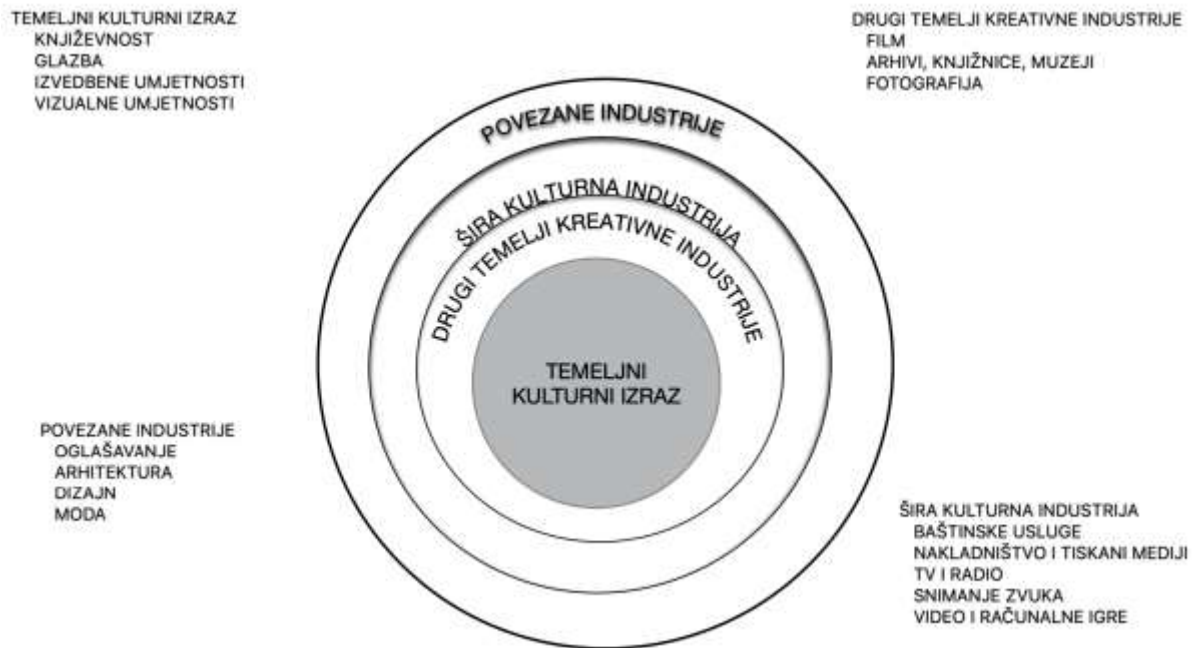 TEMELJNI KULTURNI IZRAZ
KNJIŽEVNOST
GLAZBA
IZVEDBENE UMJETNOSTI
VIZUALNE UMJETNOSTI
DRUGI TEMELJI KREATIVNE INDUSTRIJE
FILM
ARHIVI, KNJIŽNICE, MUZEJI
FOTOGRAFIJA
POVEZANE INDUSTRIJE
ŠIRA KULTURNA INDUSTRIJA
DRUGI TEMELJI KREATIVNE INDUSTRIJE
TEMELJNI
KULTURNI IZRAZ
POVEZANE INDUSTRIJE
OGLAŠAVANJE
ARHITEKTURA
DIZAJN
MODA
ŠIRA KULTURNA INDUSTRIJA
BAŠTINSKE USLUGE
NAKLADNIŠTVO I TISKANI MEDIJI
TV I RADIO
SNIMANJE ZVUKA
VIDEO I RAČUNALNE IGRE